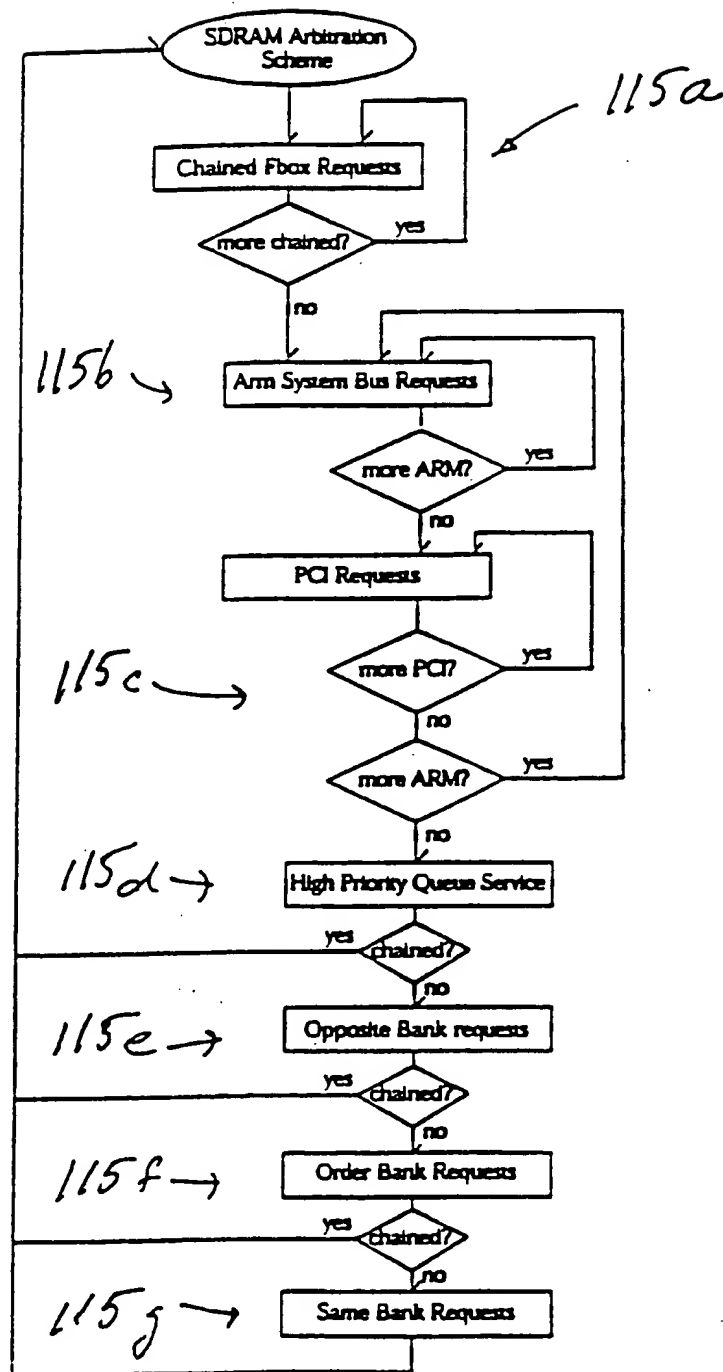 SDRAM Arbitration
Scheme
115a
Chained Fbox Requests
more chained?
yes
no
115b
Arm System Bus Requests
more ARM?
yes
no
PCI Requests
115c
more PCI?
yes
no
more ARM?
yes
no
115d
High Priority Queue Service
yes
chained?
no
115e
Opposite Bank requests
yes
chained?
no
115f
Order Bank Requests
yes
chained?
no
115g
Same Bank Requests